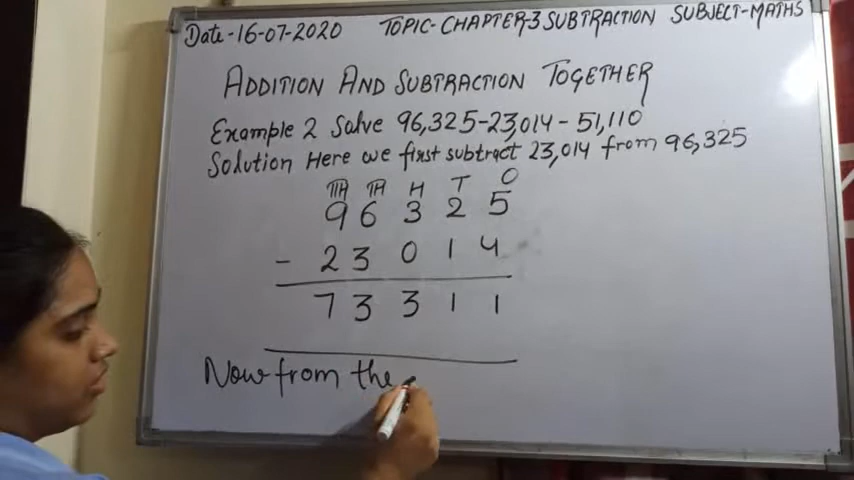 Date-16-07-2020 TOPIC-CHAPTER-3 SUBTRACTION SUBJECT-MATHS
ADDITION AND SUBTRACTION TOGETHER
Example 2 Solve 96,325-23,014-51,110
Solution Here we first subtract 23,014 from 96,325
TTH TH H T O
9 6 3 2 5
- 2 3 0 1 4
7 3 3 1 1
Now from the